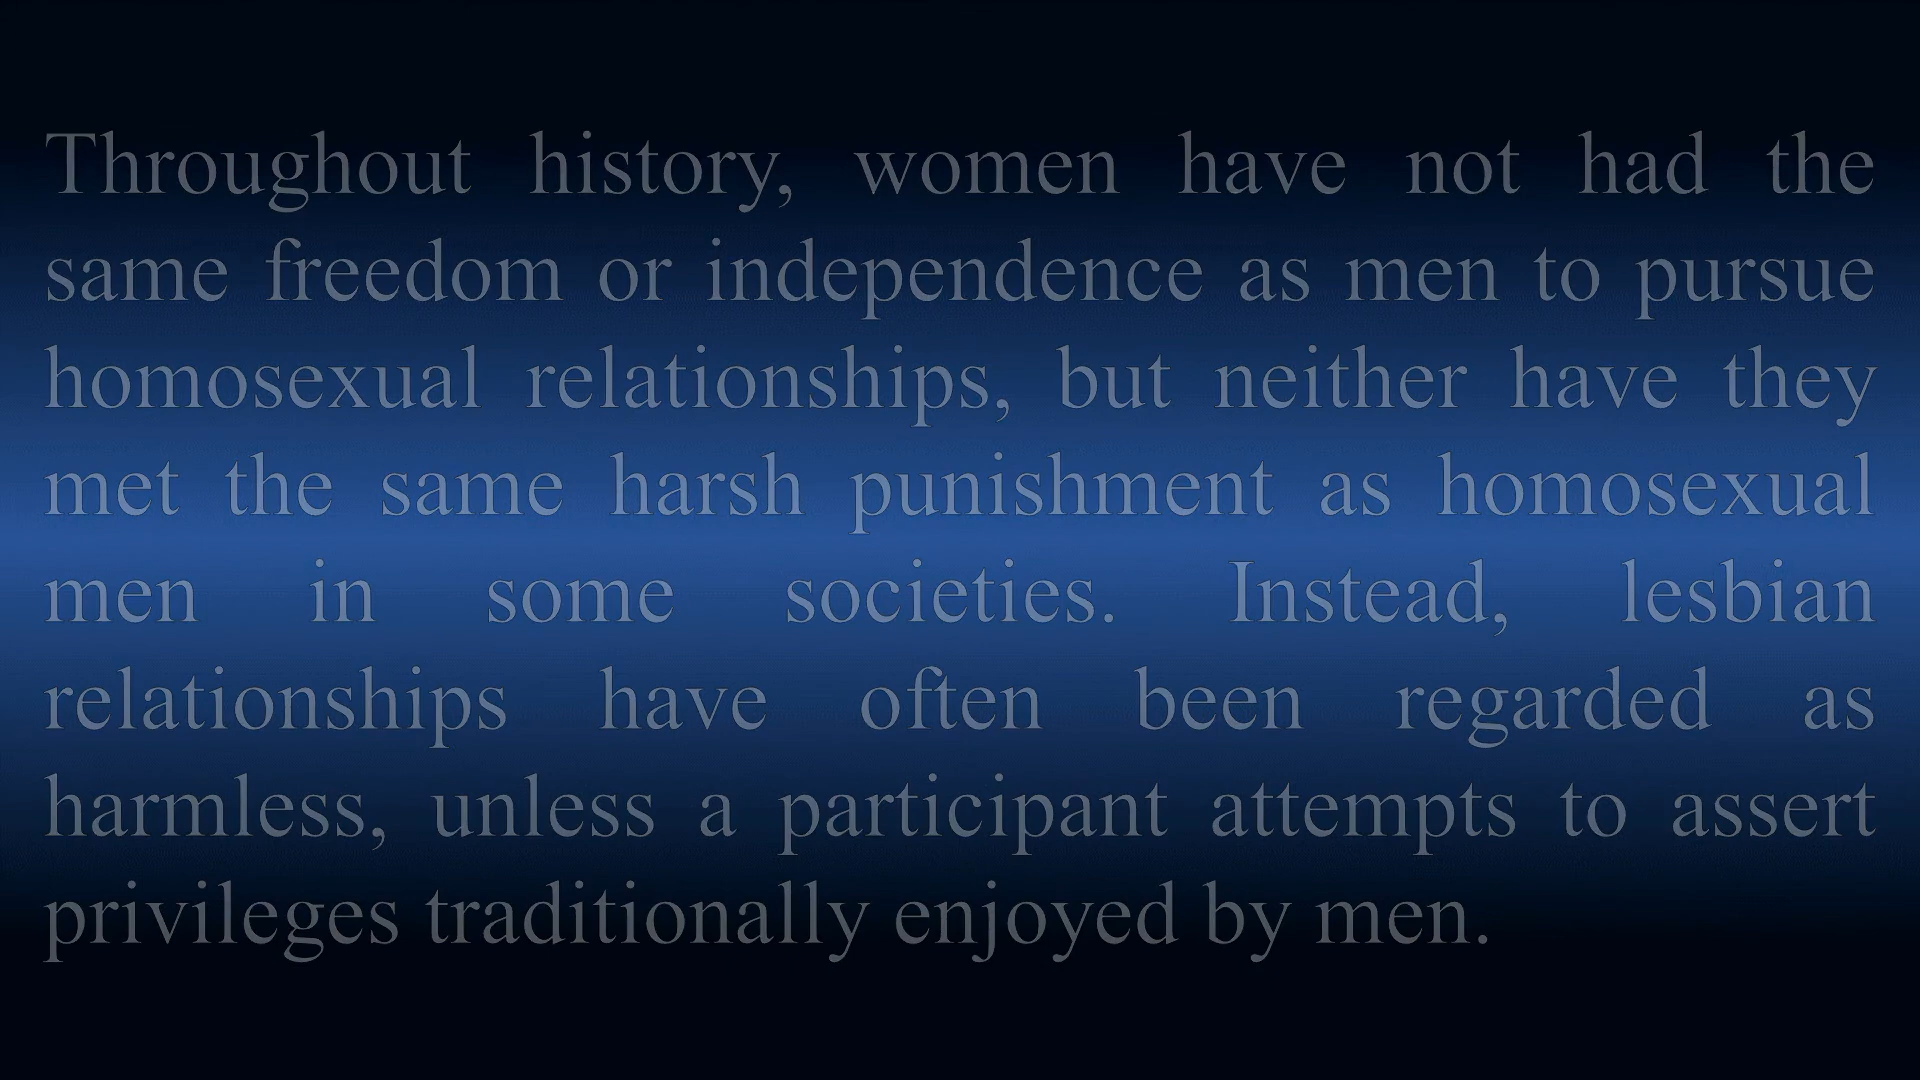 Throughout history, women have not had the
same freedom or independence as men to pursue
homosexual relationships, but neither have they
met the same harsh punishment as homosexual
men in some societies. Instead, lesbian
relationships have often been regarded as
harmless, unless a participant attempts to assert
privileges traditionally enjoyed by men.